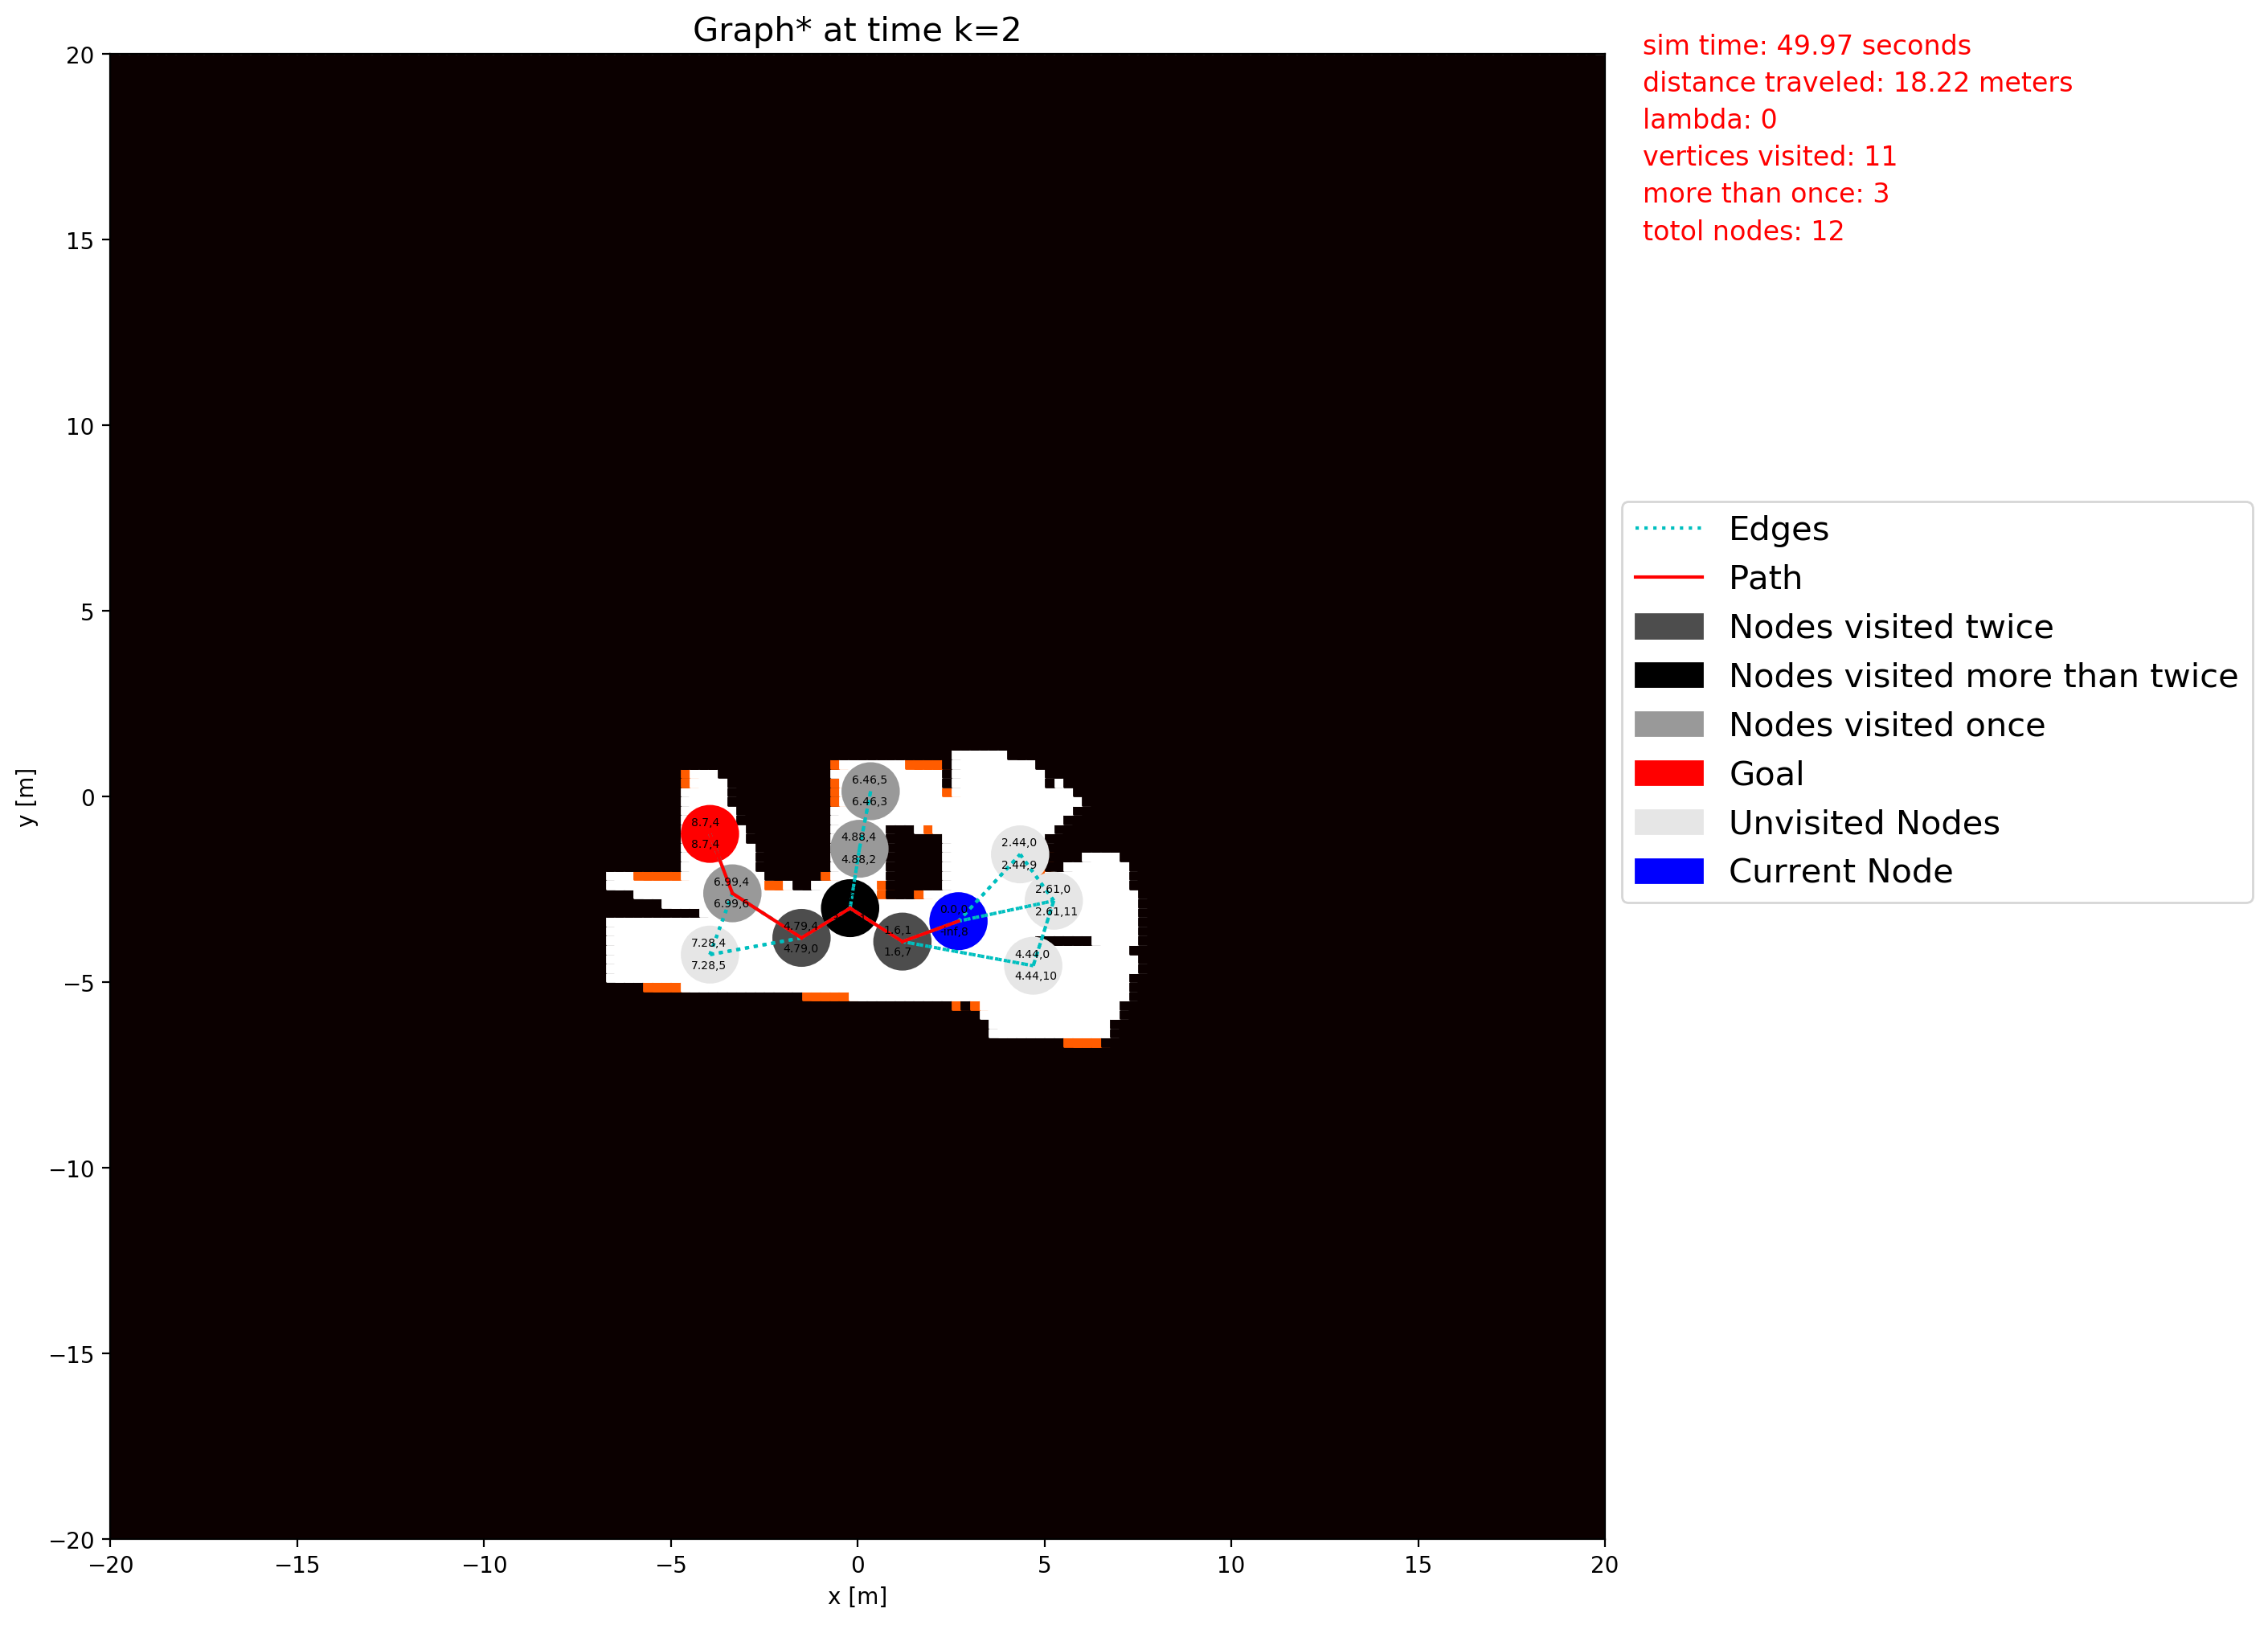 Graph* at time k=2
sim time: 49.97 seconds
distance traveled: 18.22 meters
lambda: 0
vertices visited: 11
more than once: 3
totol nodes: 12
20
15
10
5
0
−5
−10
−15
−20
y [m]
−20
−15
−10
−5
0
5
10
15
20
x [m]
Edges
Path
Nodes visited twice
Nodes visited more than twice
Nodes visited once
Goal
Unvisited Nodes
Current Node
6.46,5
6.46,3
8.7,4
8.7,4
4.88,4
4.88,2
2.44,0
2.44,9
6.99,4
6.99,6
2.61,0
2.61,11
0.0,0
4.79,4
4.79,0
1.6,1
1.6,7
7.28,4
7.28,5
4.44,0
4.44,10